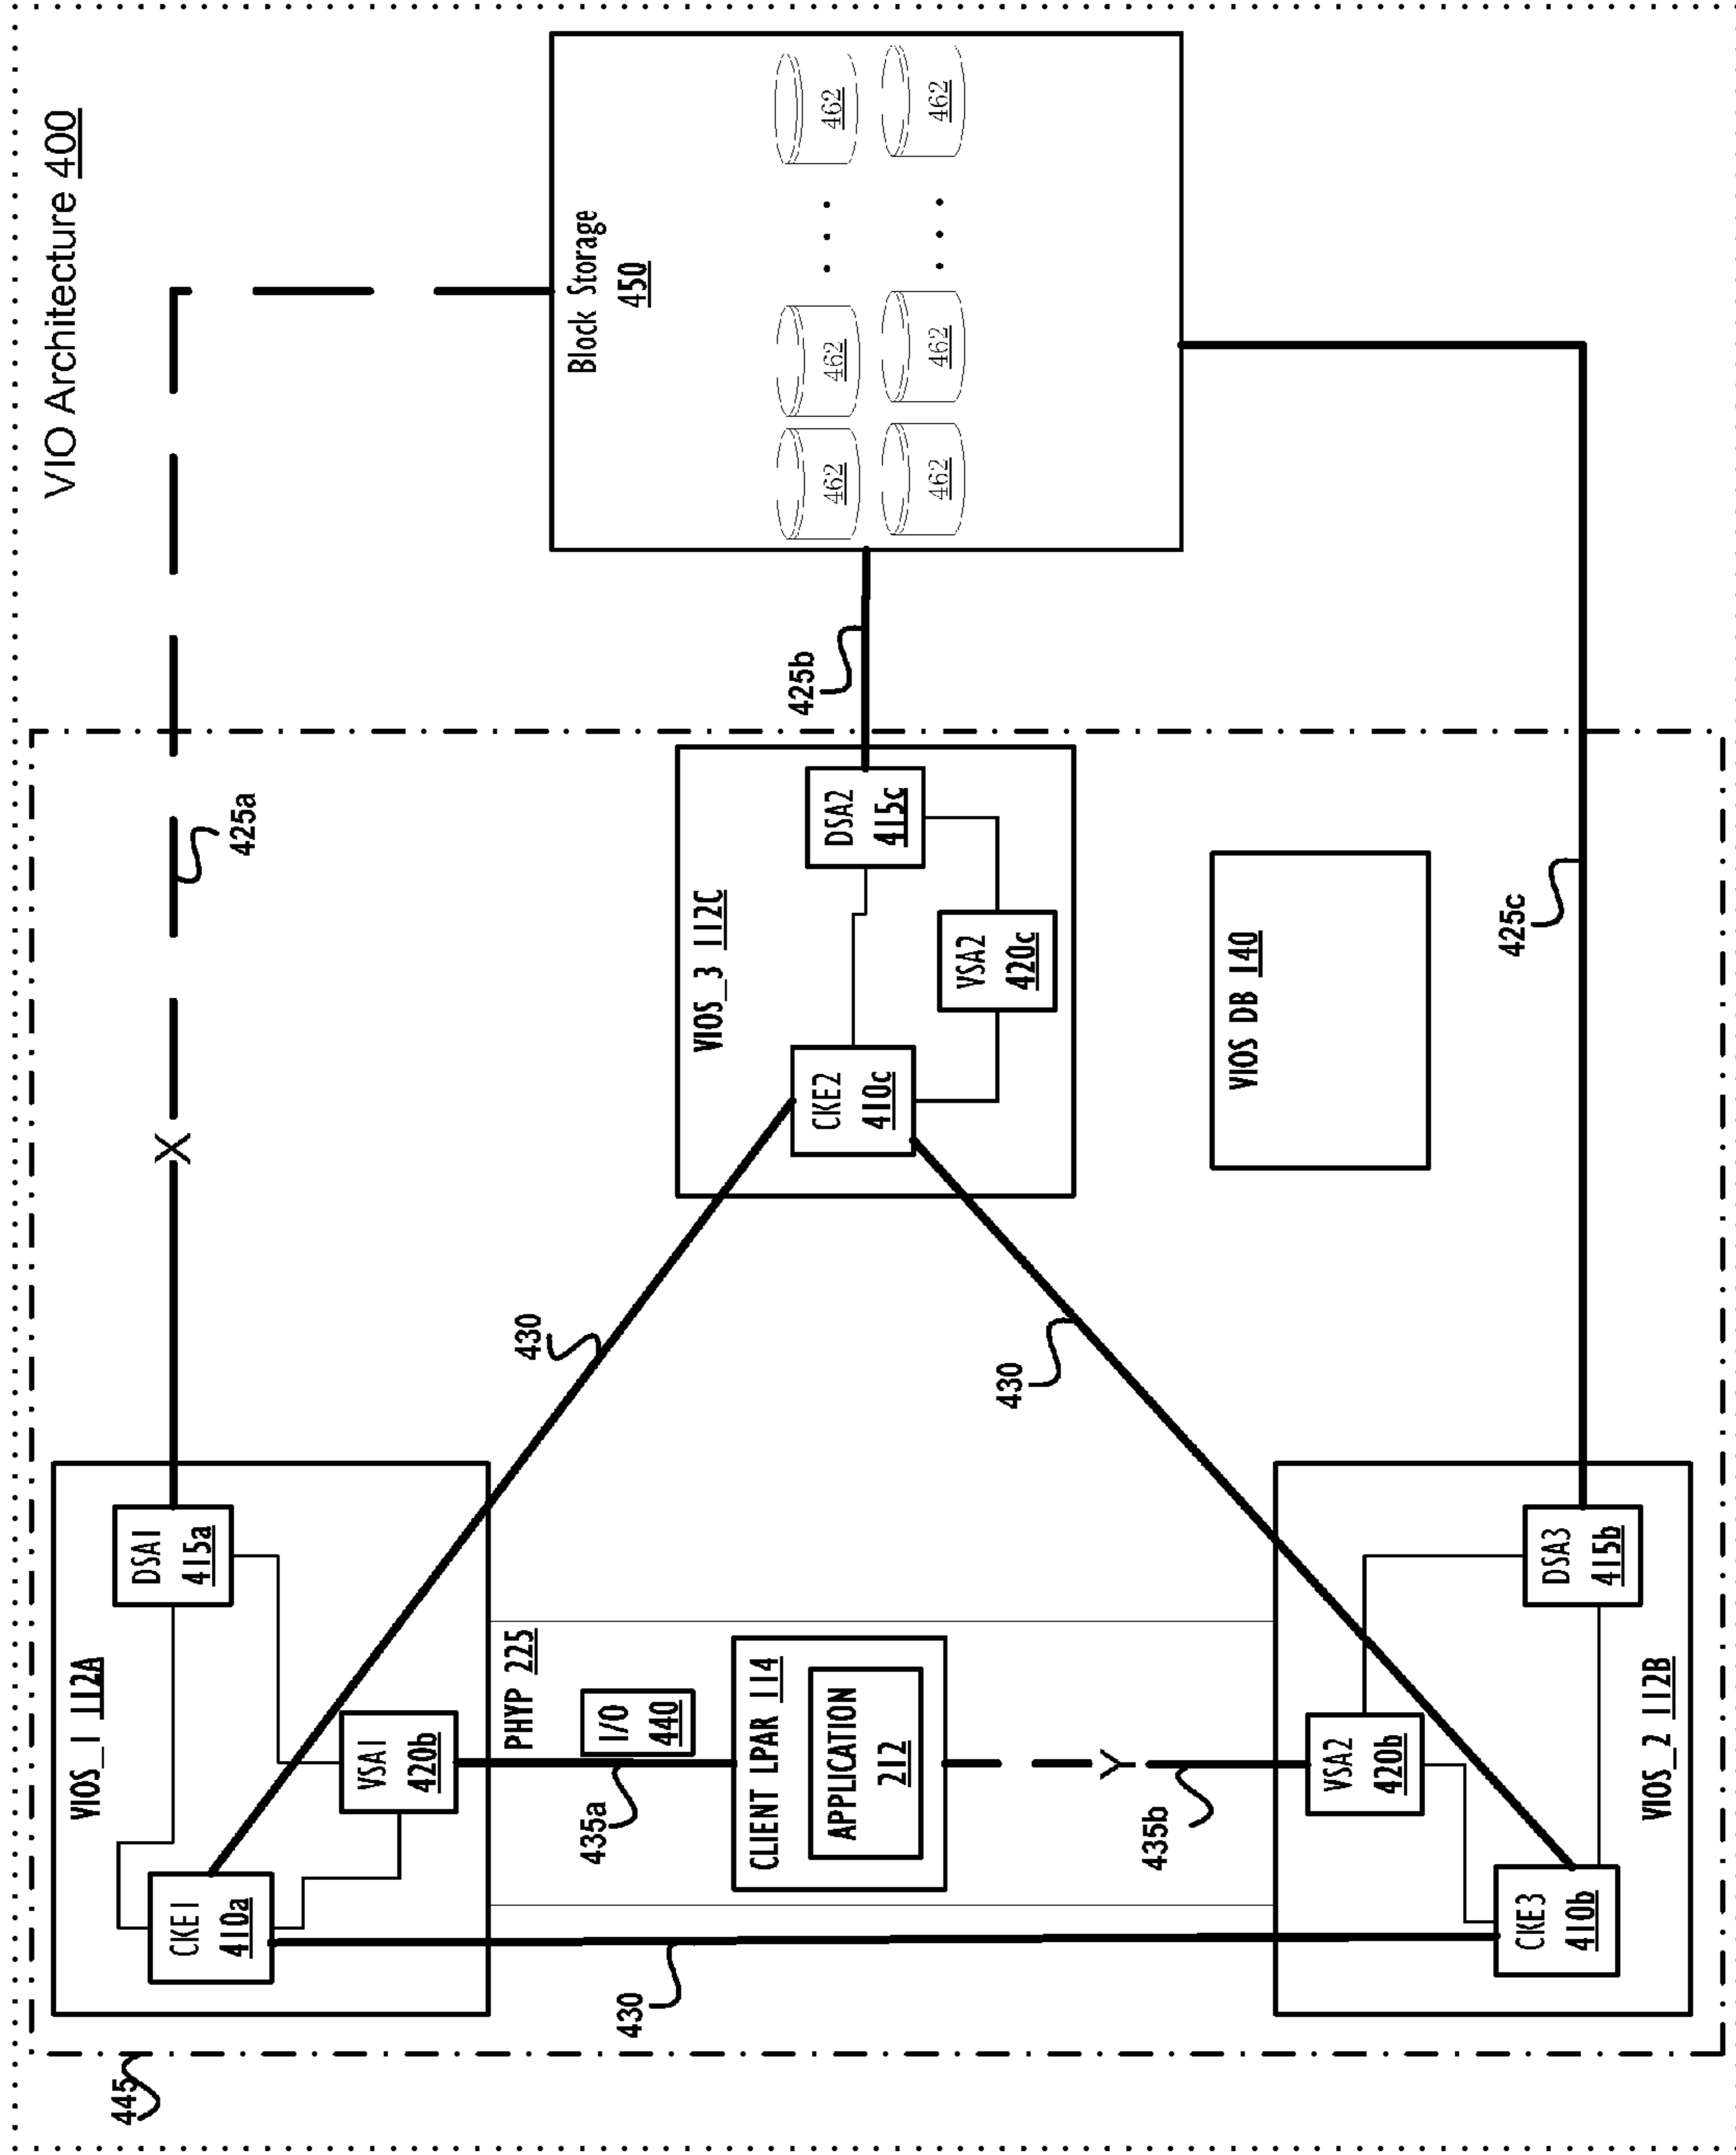 VIO Architecture 400
445
VIOS_1 112A
CKE1
410a
DSA1
415a
VSA1
420b
X
425a
430
PHYP 225
I/O
440
435a
CLIENT LPAR 114
APPLICATION
212
Y
435b
430
430
VIOS_3 112C
CKE2
410c
DSA2
415c
VSA2
420c
425b
Block Storage
450
462
462
462
462
462
462
VIOS DB 140
425c
VSA2
420b
DSA3
415b
CKE3
410b
VIOS_2 112B